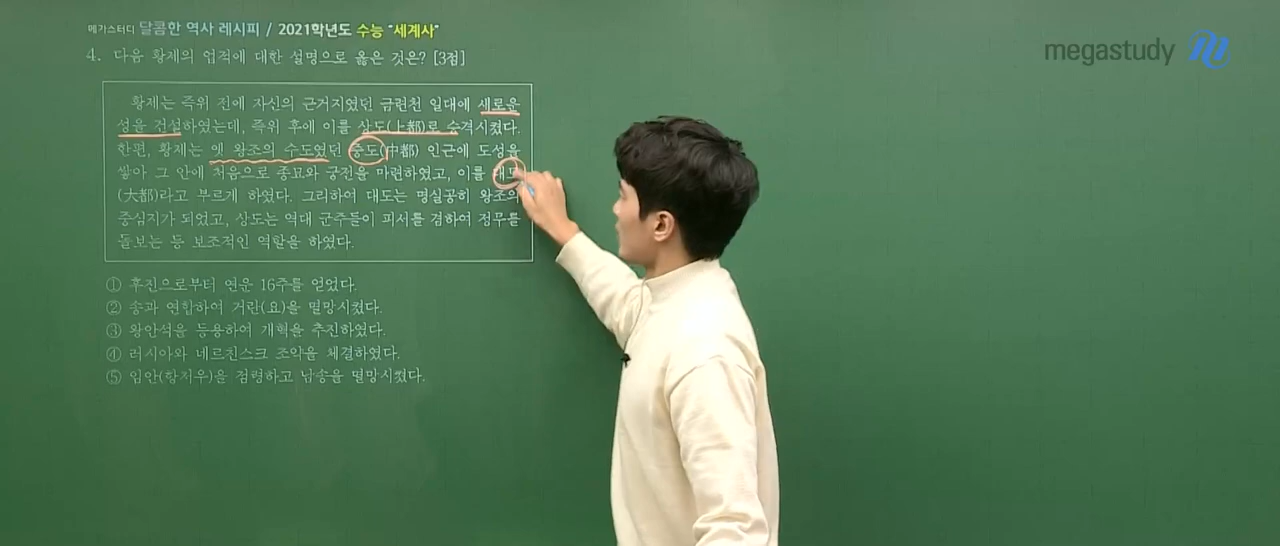 메가스터디 달콤한 역사 레시피 / 2021학년도 수능 "세계사"
megastudy
4. 다음 황제의 업적에 대한 설명으로 옳은 것은? [3점]
황제는 즉위 전에 자신의 근거지였던 금련천 일대에 새로운
성을 건설하였는데, 즉위 후에 이를 상도(上都)로 승격시켰다.
한편, 황제는 옛 왕조의 수도였던 중도(中都) 인근에 도성을
쌓아 그 안에 처음으로 종묘와 궁전을 마련하였고, 이를 대도
(大都)라고 부르게 하였다. 그리하여 대도는 명실공히 왕조의
중심지가 되었고, 상도는 역대 군주들이 피서를 겸하여 정무를
돌보는 등 보조적인 역할을 하였다.
① 후진으로부터 연운 16주를 얻었다.
② 송과 연합하여 거란(요)을 멸망시켰다.
③ 왕안석을 등용하여 개혁을 추진하였다.
④ 러시아와 네르친스크 조약을 체결하였다.
⑤ 임안(항저우)을 점령하고 남송을 멸망시켰다.